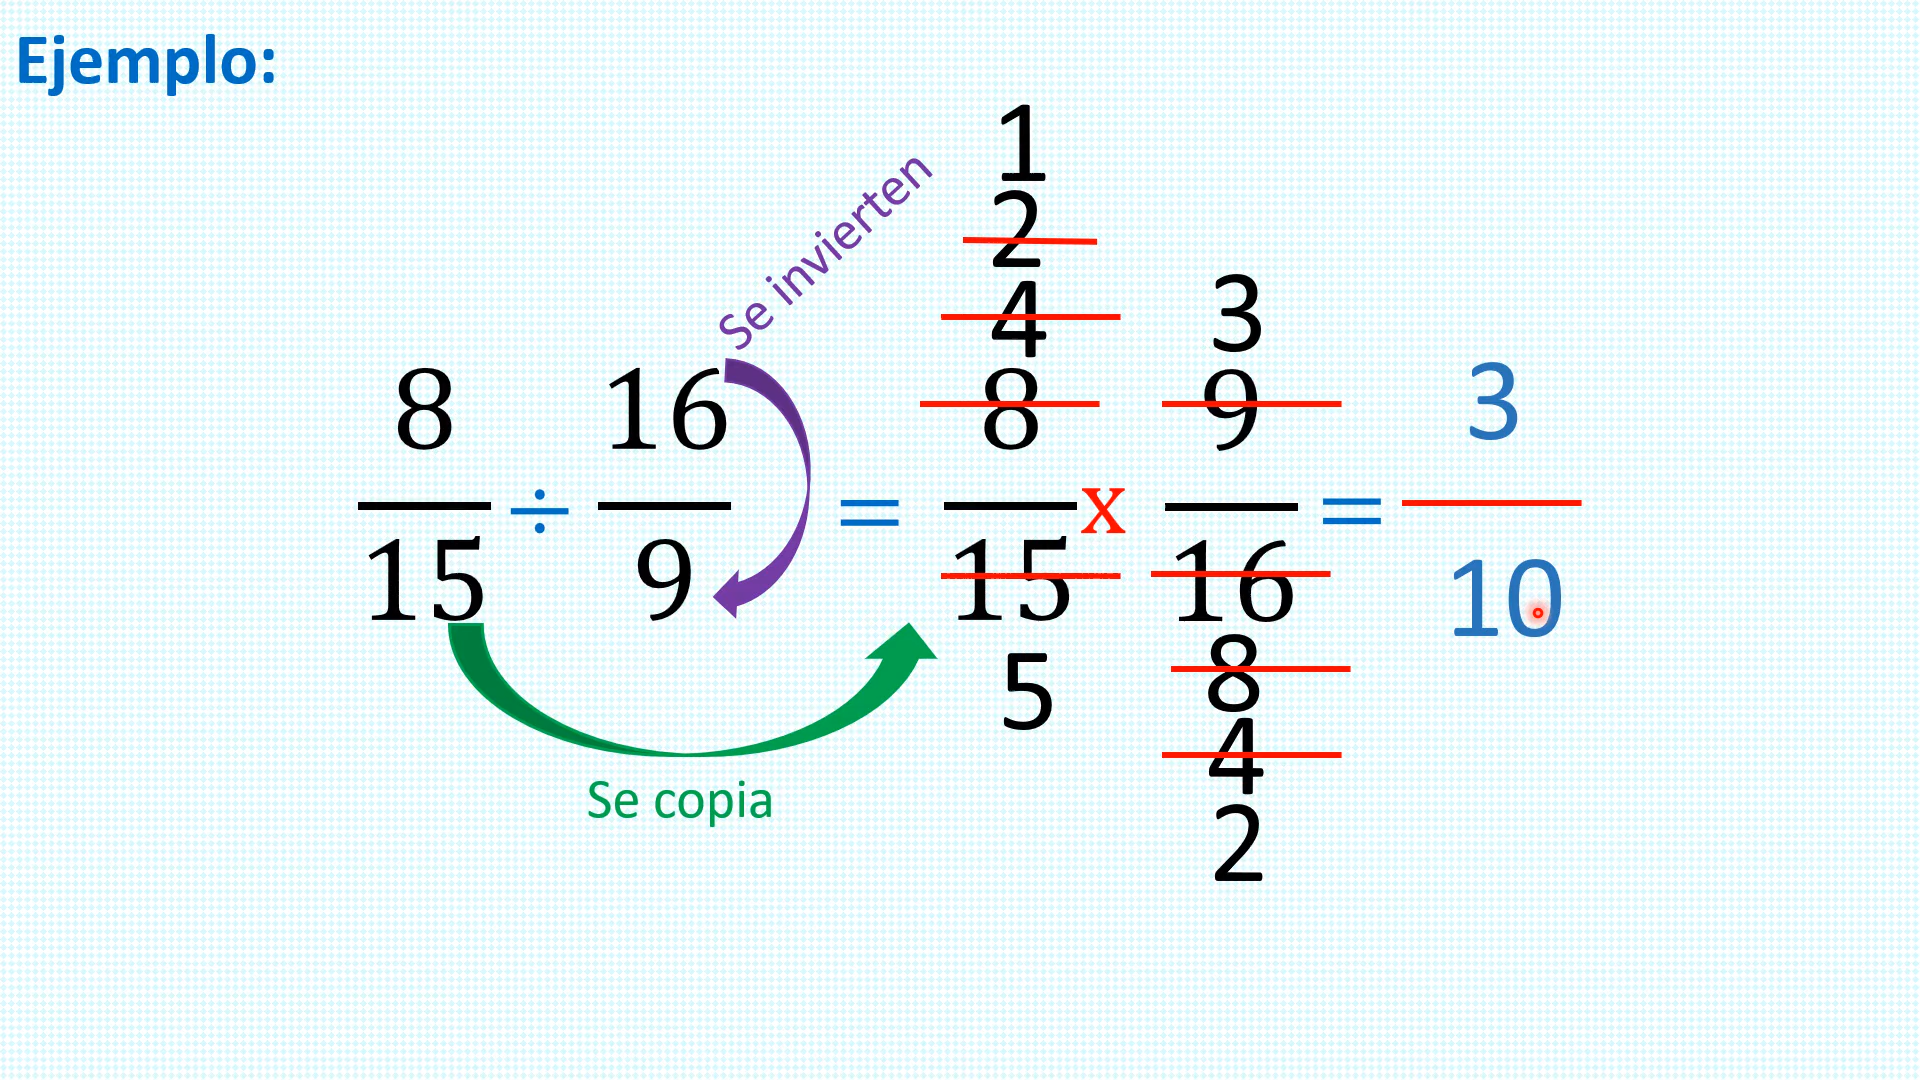 Ejemplo:
Se invierten
1
2
4 3
8 16 8 9 3
÷ = x =
15 9 15 16 10
5 8
4
2
Se copia